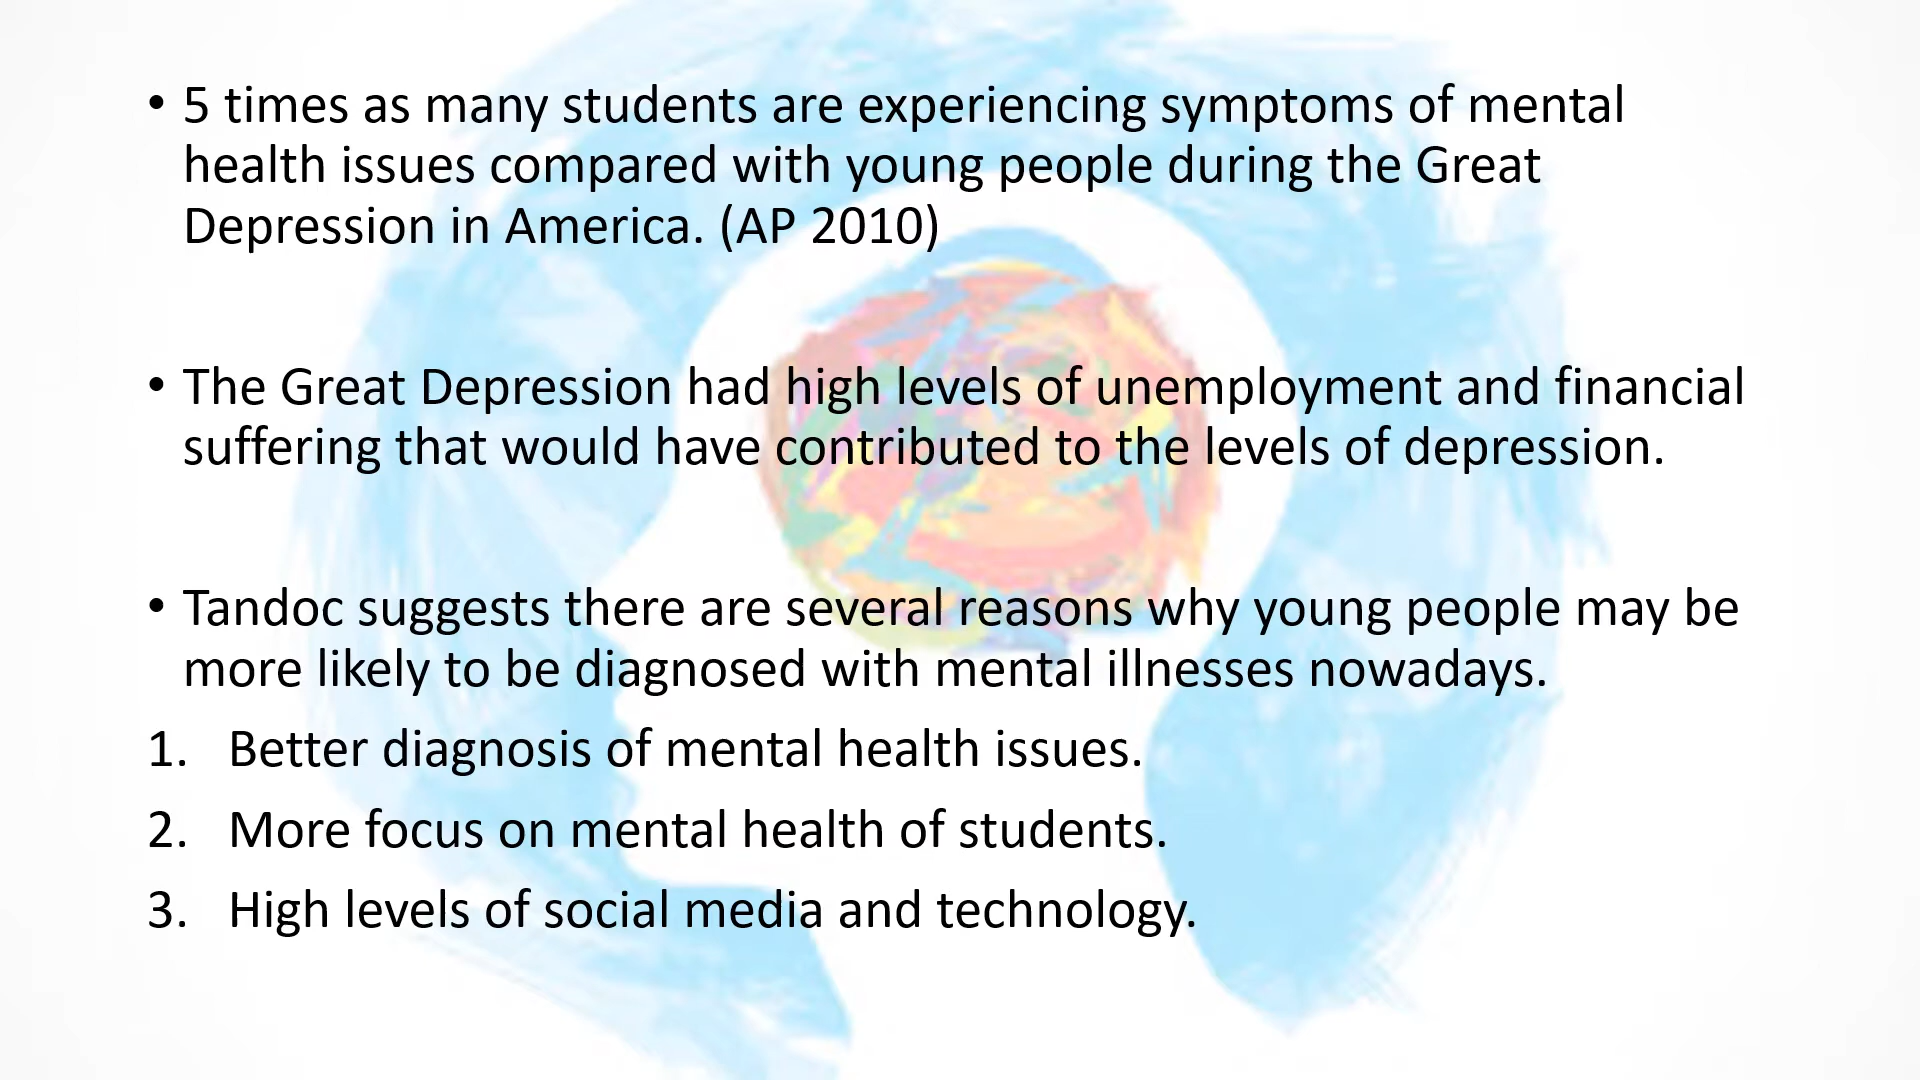 • 5 times as many students are experiencing symptoms of mental
health issues compared with young people during the Great
Depression in America. (AP 2010)
• The Great Depression had high levels of unemployment and financial
suffering that would have contributed to the levels of depression.
• Tandoc suggests there are several reasons why young people may be
more likely to be diagnosed with mental illnesses nowadays.
1. Better diagnosis of mental health issues.
2. More focus on mental health of students.
3. High levels of social media and technology.